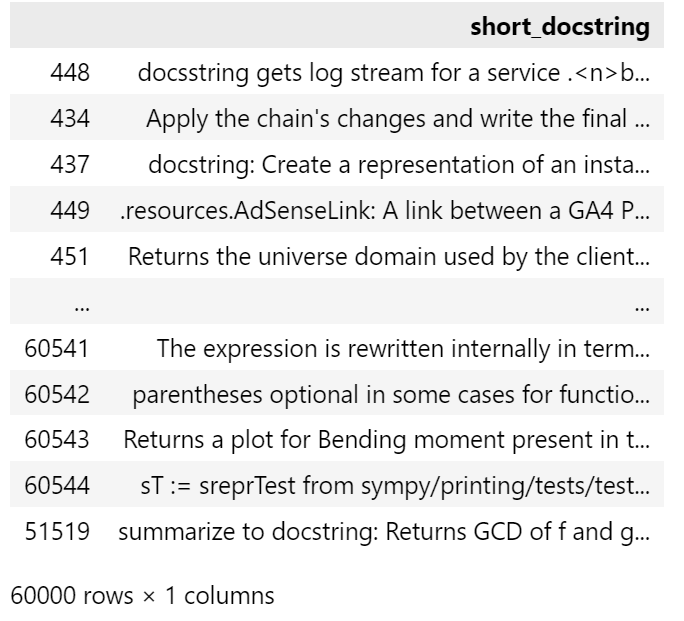 short_docstring
448 docsstring gets log stream for a service .<n>b...
434 Apply the chain's changes and write the final ...
437 docstring: Create a representation of an insta...
449 .resources.AdSenseLink: A link between a GA4 P...
451 Returns the universe domain used by the client...
... ...
60541 The expression is rewritten internally in term...
60542 parentheses optional in some cases for functio...
60543 Returns a plot for Bending moment present in t...
60544 sT := sreprTest from sympy/printing/tests/test...
51519 summarize to docstring: Returns GCD of f and g...
60000 rows × 1 columns